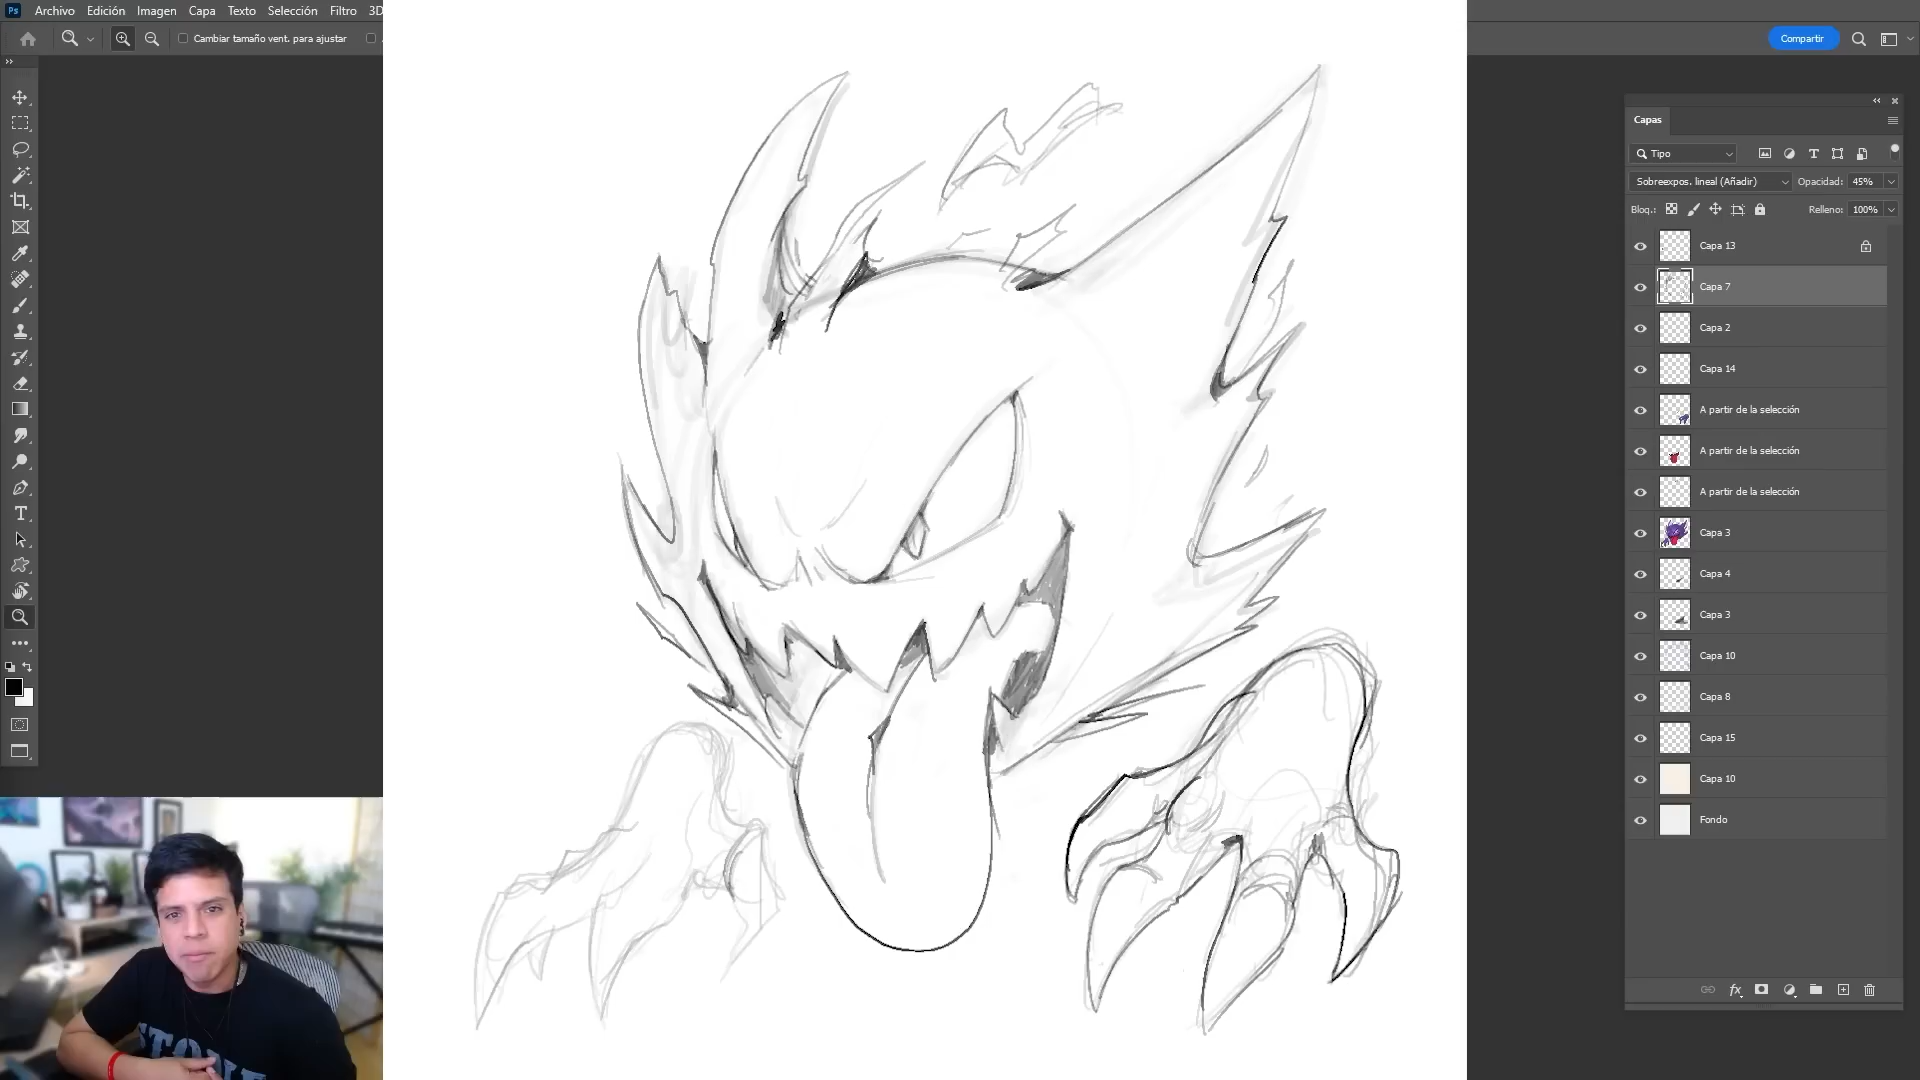 Ps Archivo Edición Imagen Capa Texto Selección Filtro 3D
Cambiar tamaño vent. para ajustar
Compartir
Capas
Tipo
Sobreexpos. lineal (Añadir) Opacidad: 45%
Bloq.: Relleno: 100%
Capa 13
Capa 7
Capa 2
Capa 14
A partir de la selección
A partir de la selección
A partir de la selección
Capa 3
Capa 4
Capa 3
Capa 10
Capa 8
Capa 15
Capa 10
Fondo
fx